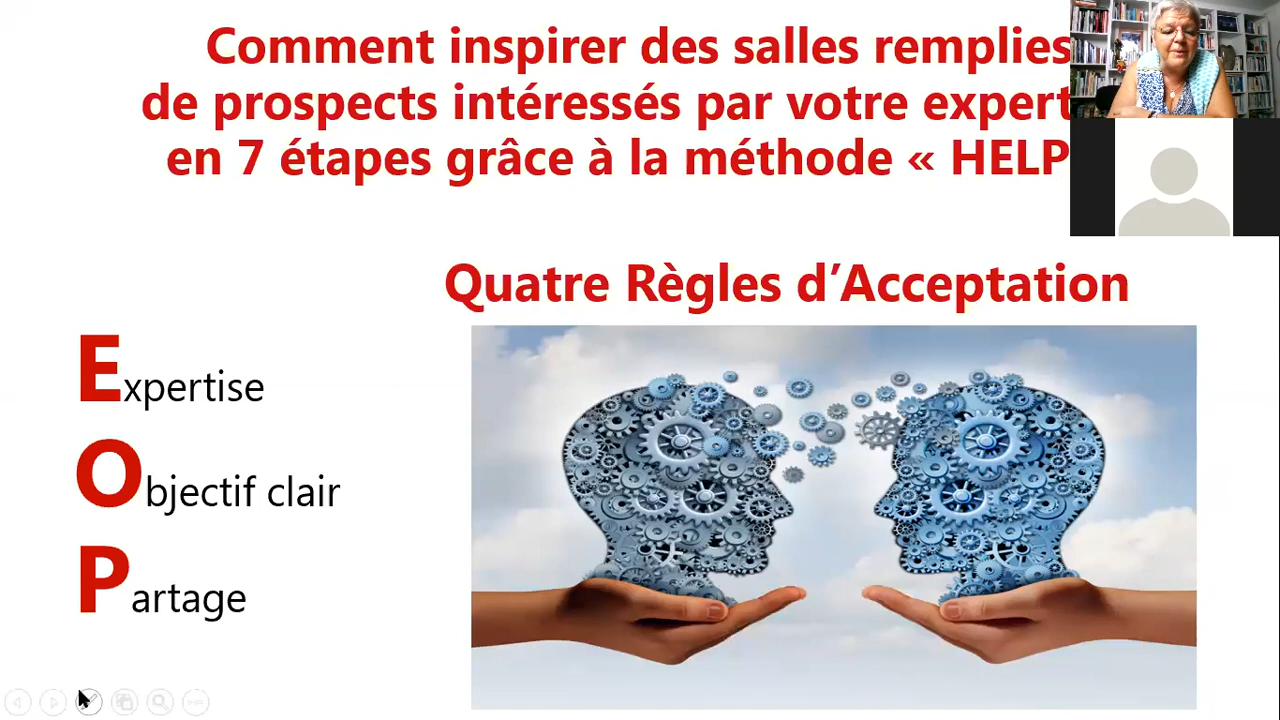 Comment inspirer des salles remplies
de prospects intéressés par votre expert
en 7 étapes grâce à la méthode « HELP
Quatre Règles d’Acceptation
Expertise
Objectif clair
Partage